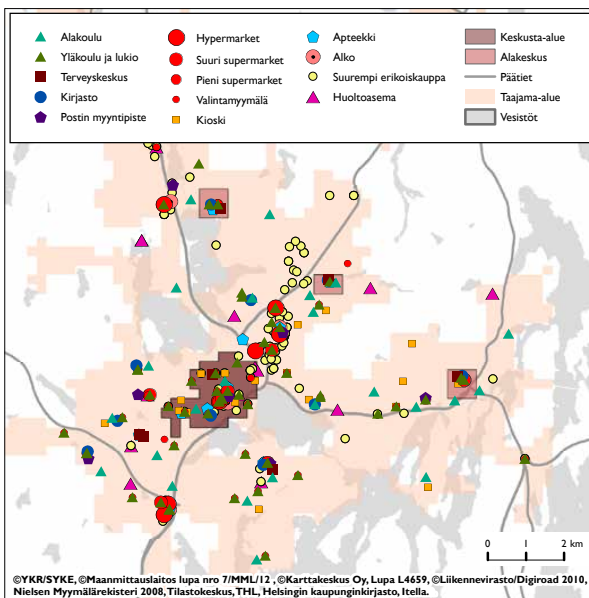 Alakoulu
Yläkoulu ja lukio
Terveyskeskus
Kirjasto
Postin myyntipiste
Hypermarket
Suuri supermarket
Pieni supermarket
Valintamyymälä
Kioski
Apteekki
Alko
Suurempi erikoiskauppa
Huoltoasema
Keskusta-alue
Alakeskus
Päätiet
Taajama-alue
Vesistöt
0 1 2 km
©YKR/SYKE, ©Maanmittauslaitos lupa nro 7/MML/12 , ©Karttakeskus Oy, Lupa L4659, ©Liikennevirasto/Digiroad 2010,
Nielsen Myymälärekisteri 2008, Tilastokeskus, THL, Helsingin kaupunginkirjasto, Itella.